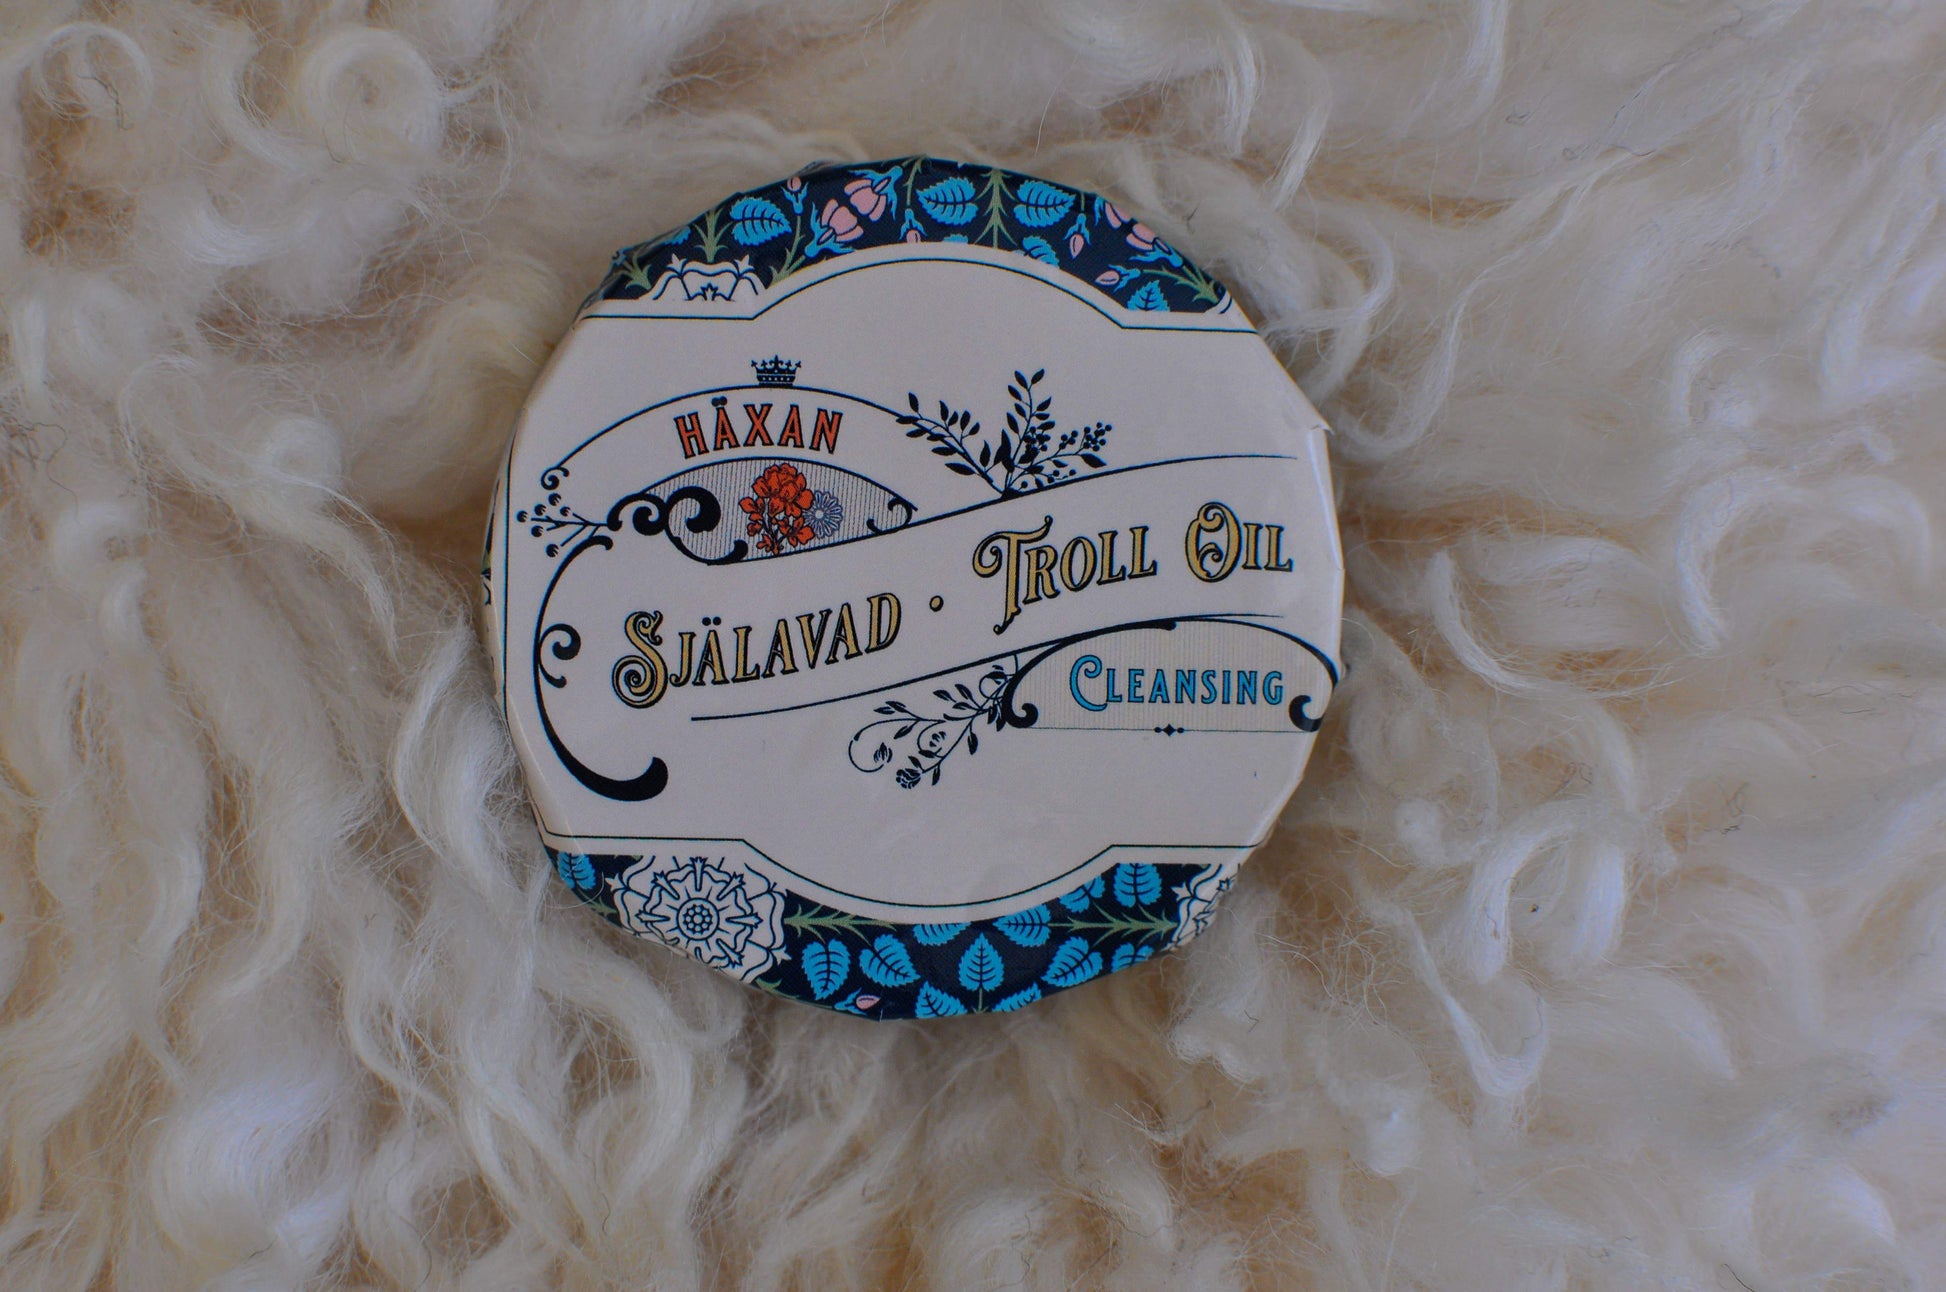 HÄXAN
SJÄLAVAD · TROLL OIL
CLEANSING